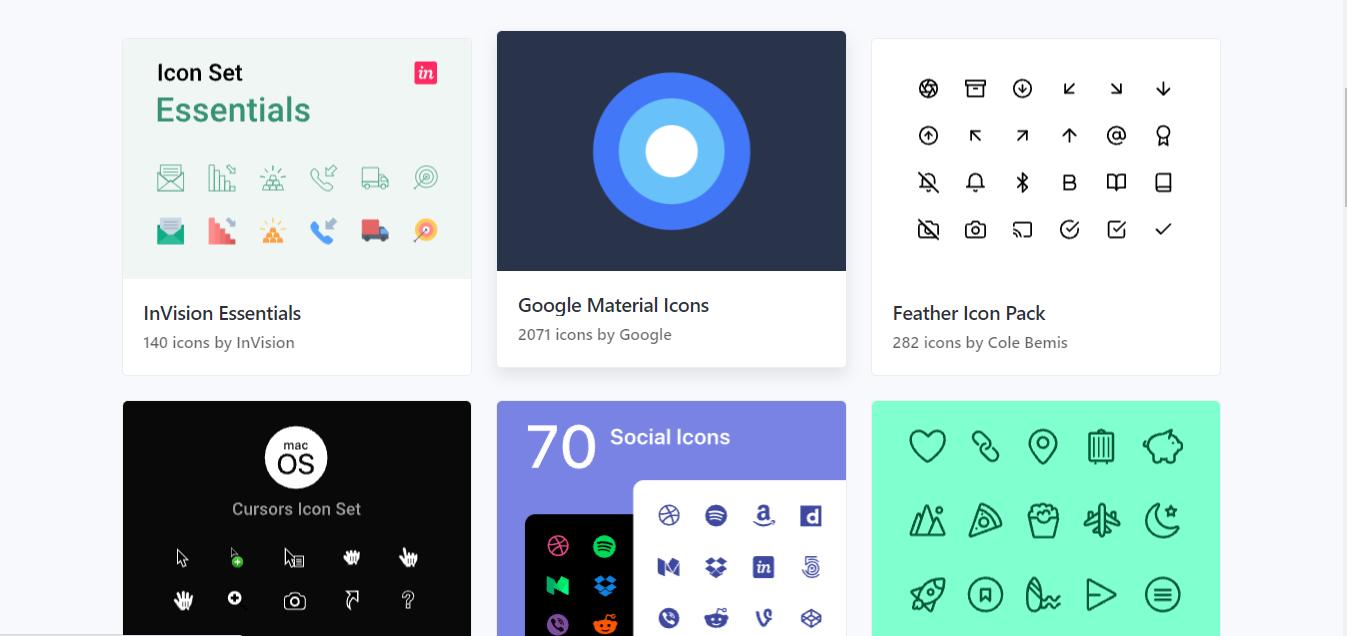 Icon Set
in
Essentials
InVision Essentials
140 icons by InVision
Google Material Icons
2071 icons by Google
B
Feather Icon Pack
282 icons by Cole Bemis
mac
OS
Cursors Icon Set
?
70
Social Icons
a
d
in